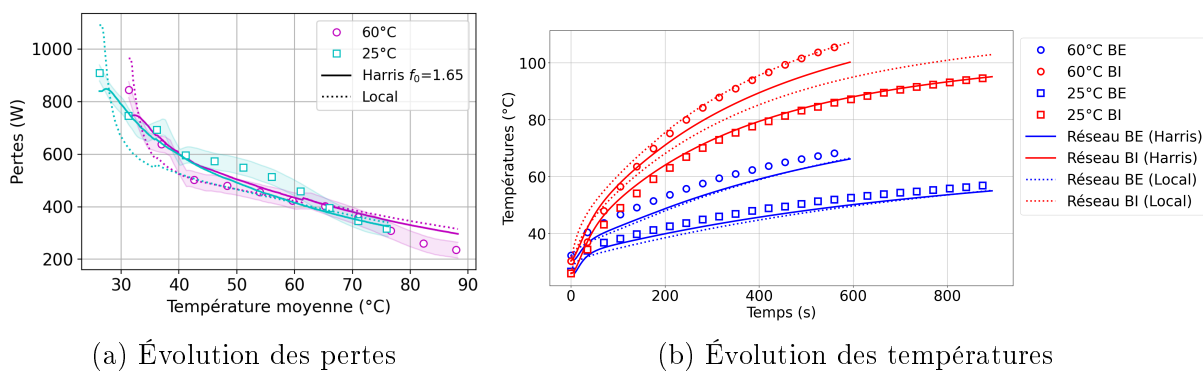 1000
800
600
400
200
Pertes (W)
30 40 50 60 70 80 90
Température moyenne (°C)
60°C
25°C
Harris f₀=1.65
Local
(a) Évolution des pertes
100
80
60
40
Températures (°C)
0 200 400 600 800
Temps (s)
60°C BE
60°C BI
25°C BE
25°C BI
Réseau BE (Harris)
Réseau BI (Harris)
Réseau BE (Local)
Réseau BI (Local)
(b) Évolution des températures